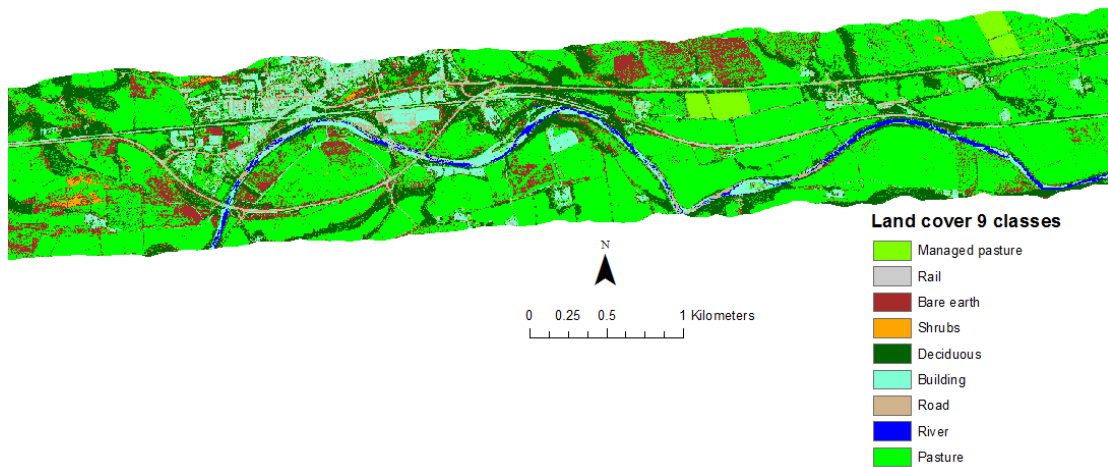 N
0 0.25 0.5 1 Kilometers
Land cover 9 classes
Managed pasture
Rail
Bare earth
Shrubs
Deciduous
Building
Road
River
Pasture